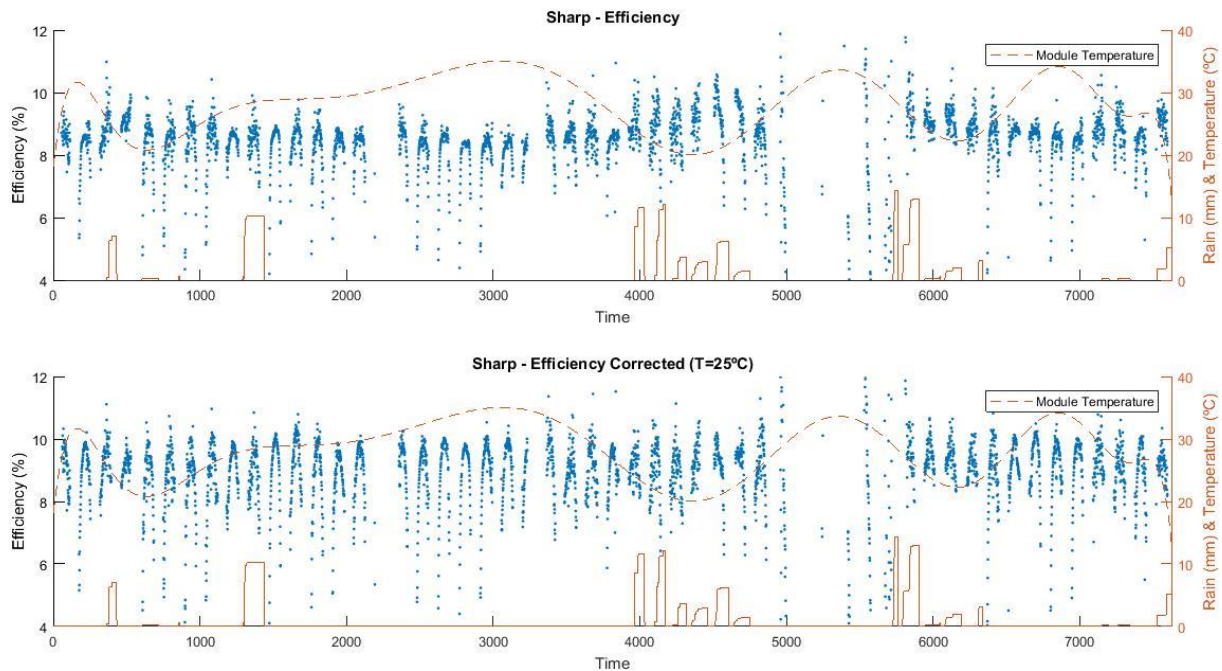 Sharp - Efficiency
12
10
8
6
4
Efficiency (%)
40
30
20
10
0
Rain (mm) & Temperature (ºC)
Module Temperature
0 1000 2000 3000 4000 5000 6000 7000
Time
Sharp - Efficiency Corrected (T=25ºC)
12
10
8
6
4
Efficiency (%)
40
30
20
10
0
Rain (mm) & Temperature (ºC)
Module Temperature
0 1000 2000 3000 4000 5000 6000 7000
Time